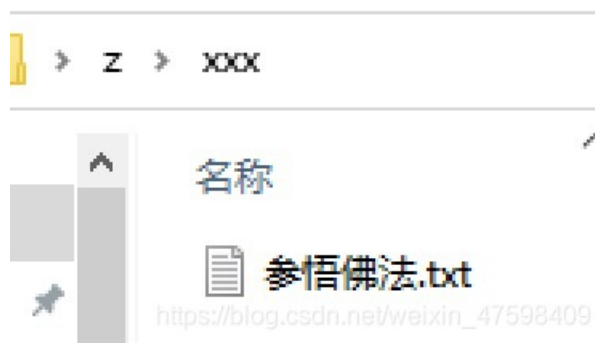 z > xxx
名称
参悟佛法.txt
https://blog.csdn.net/weixin_47598409